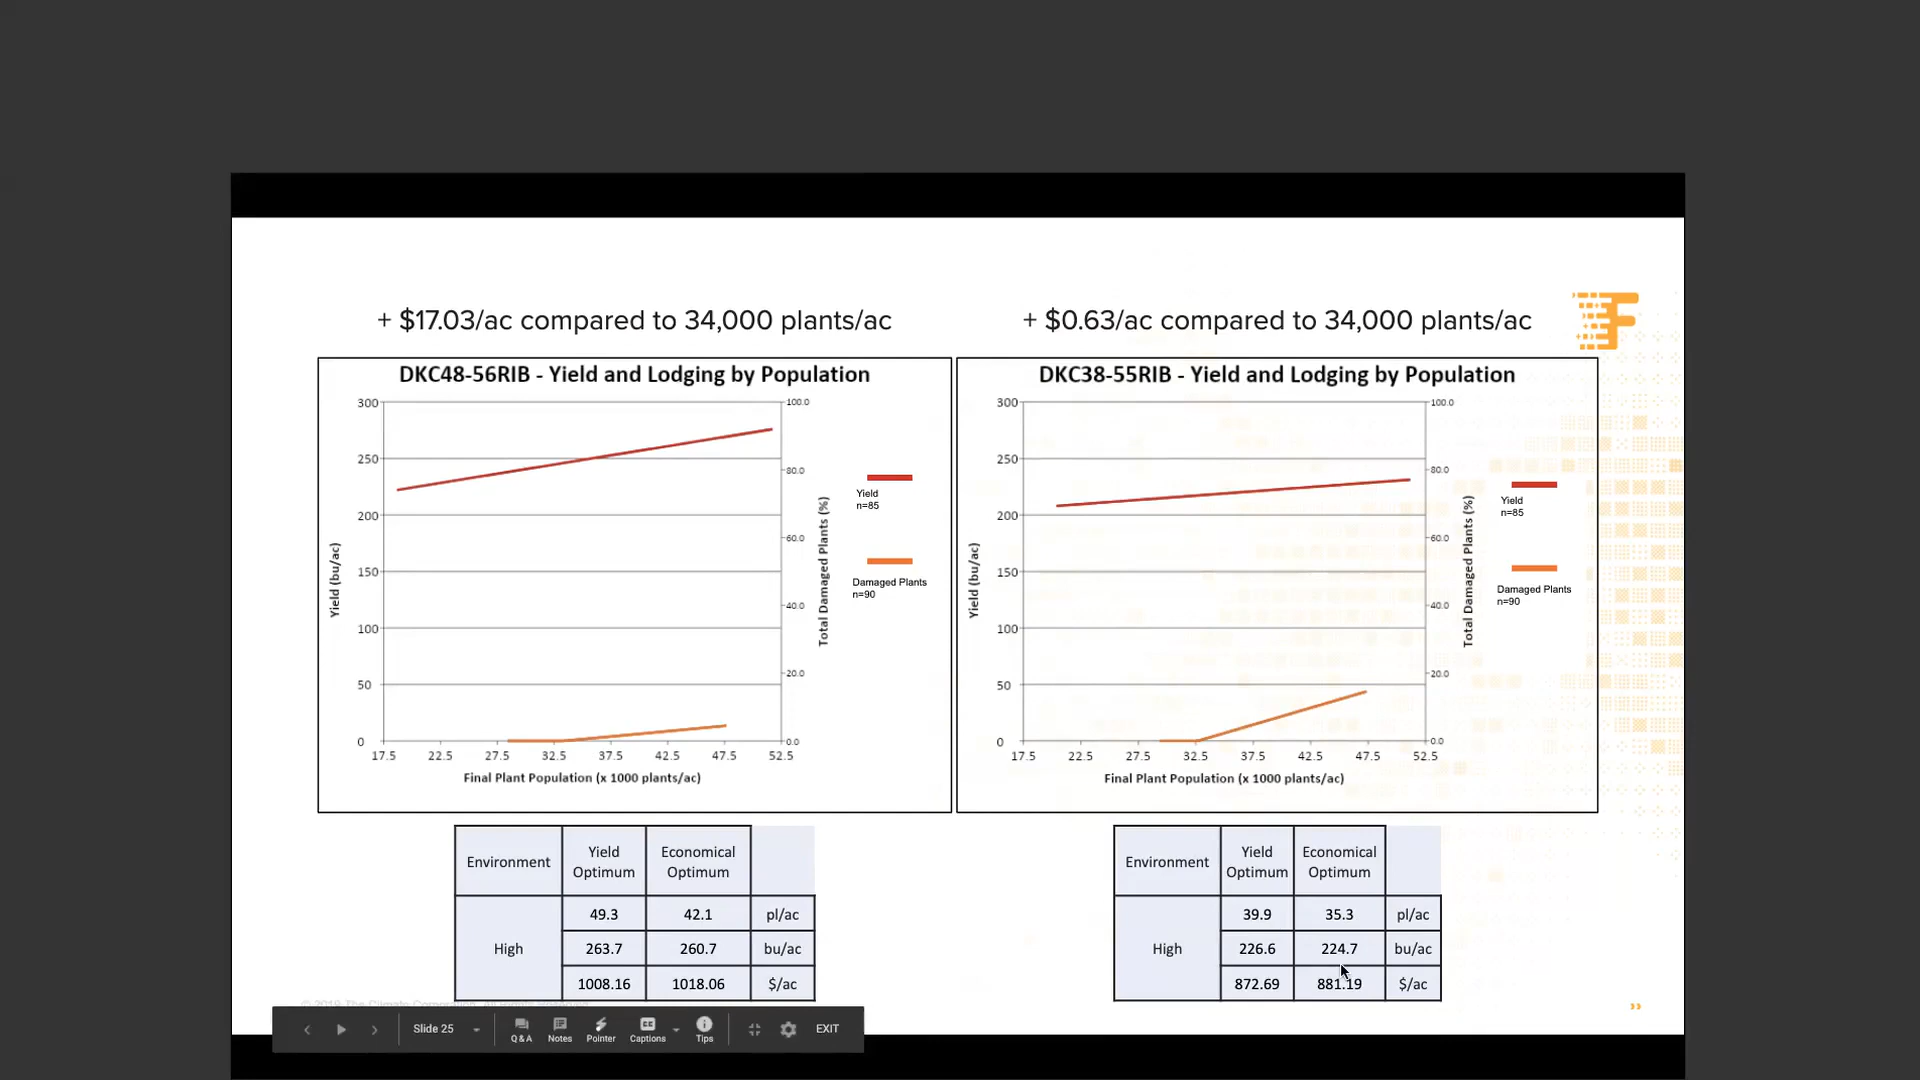 + $17.03/ac compared to 34,000 plants/ac
+ $0.63/ac compared to 34,000 plants/ac
DKC48-56RIB - Yield and Lodging by Population
300
250
200
150
100
50
0
Yield (bu/ac)
17.5 22.5 27.5 32.5 37.5 42.5 47.5 52.5
Final Plant Population (x 1000 plants/ac)
100.0
80.0
60.0
40.0
20.0
0.0
Total Damaged Plants (%)
Yield
n=85
Damaged Plants
n=90
DKC38-55RIB - Yield and Lodging by Population
300
250
200
150
100
50
0
Yield (bu/ac)
17.5 22.5 27.5 32.5 37.5 42.5 47.5 52.5
Final Plant Population (x 1000 plants/ac)
100.0
80.0
60.0
40.0
20.0
0.0
Total Damaged Plants (%)
Yield
n=85
Damaged Plants
n=90
Environment Yield Optimum Economical Optimum
High 49.3 42.1 pl/ac
263.7 260.7 bu/ac
1008.16 1018.06 $/ac
Environment Yield Optimum Economical Optimum
High 39.9 35.3 pl/ac
226.6 224.7 bu/ac
872.69 881.19 $/ac
© 2019 The Climate Corporation. All Rights Reserved
Slide 25
Q&A
Notes
Pointer
Captions
Tips
EXIT